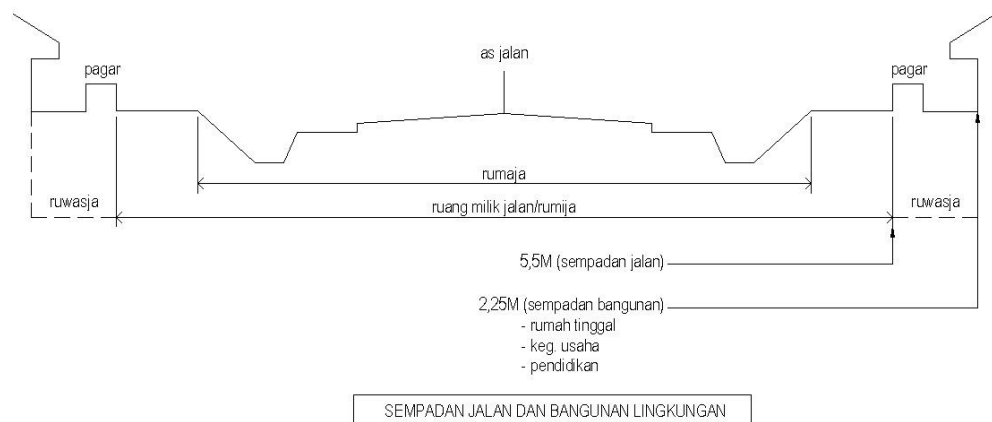 as jalan
pagar
pagar
rumaja
ruwasja
ruang milik jalan/rumija
ruwasja
5,5M (sempadan jalan)
2,25M (sempadan bangunan)
- rumah tinggal
- keg. usaha
- pendidikan
SEMPADAN JALAN DAN BANGUNAN LINGKUNGAN